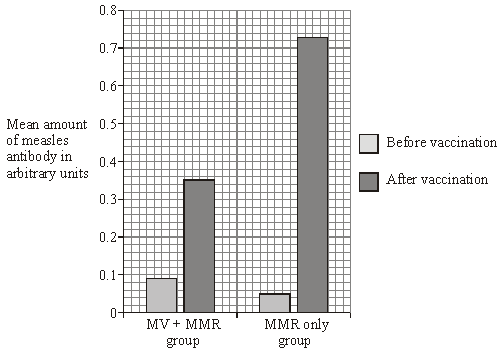 0.8
0.7
0.6
0.5
0.4
0.3
0.2
0.1
0
Mean amount
of measles
antibody in
arbitrary units
MV + MMR
group
MMR only
group
Before vaccination
After vaccination